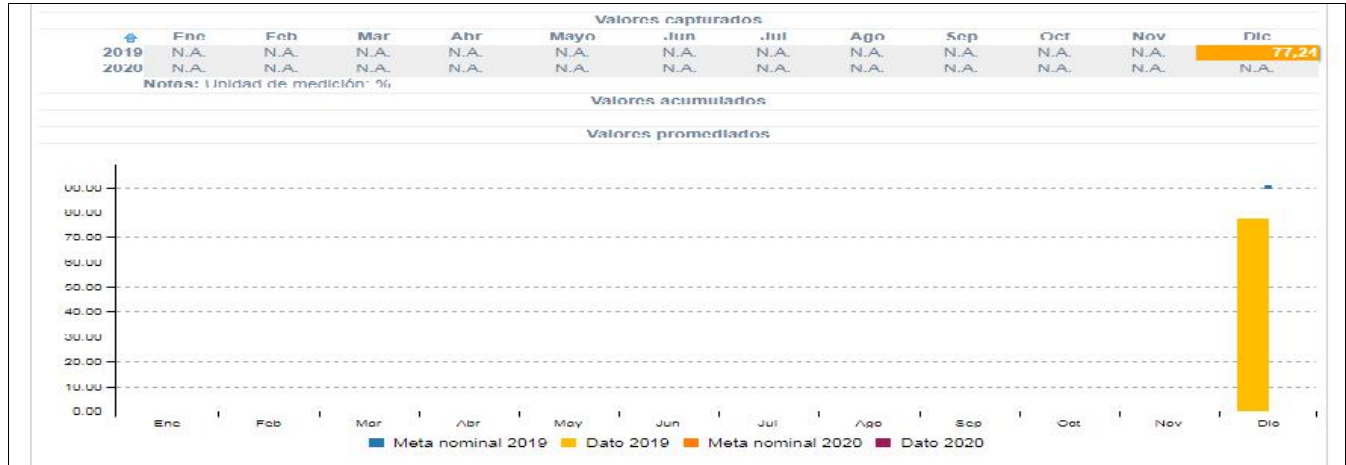 Valores capturados
Ene Feb Mar Abr Mayo Jun Jul Ago Sep Oct Nov Dic
2019 N.A. N.A. N.A. N.A. N.A. N.A. N.A. N.A. N.A. N.A. N.A. 77,24
2020 N.A. N.A. N.A. N.A. N.A. N.A. N.A. N.A. N.A. N.A. N.A. N.A.
Notas: Unidad de medición: %
Valores acumulados
Valores promediados
80.00
70.00
60.00
50.00
40.00
30.00
20.00
10.00
0.00
Ene Feb Mar Abr May Jun Jul Ago Sep Oct Nov Dic
Meta nominal 2019 Dato 2019 Meta nominal 2020 Dato 2020